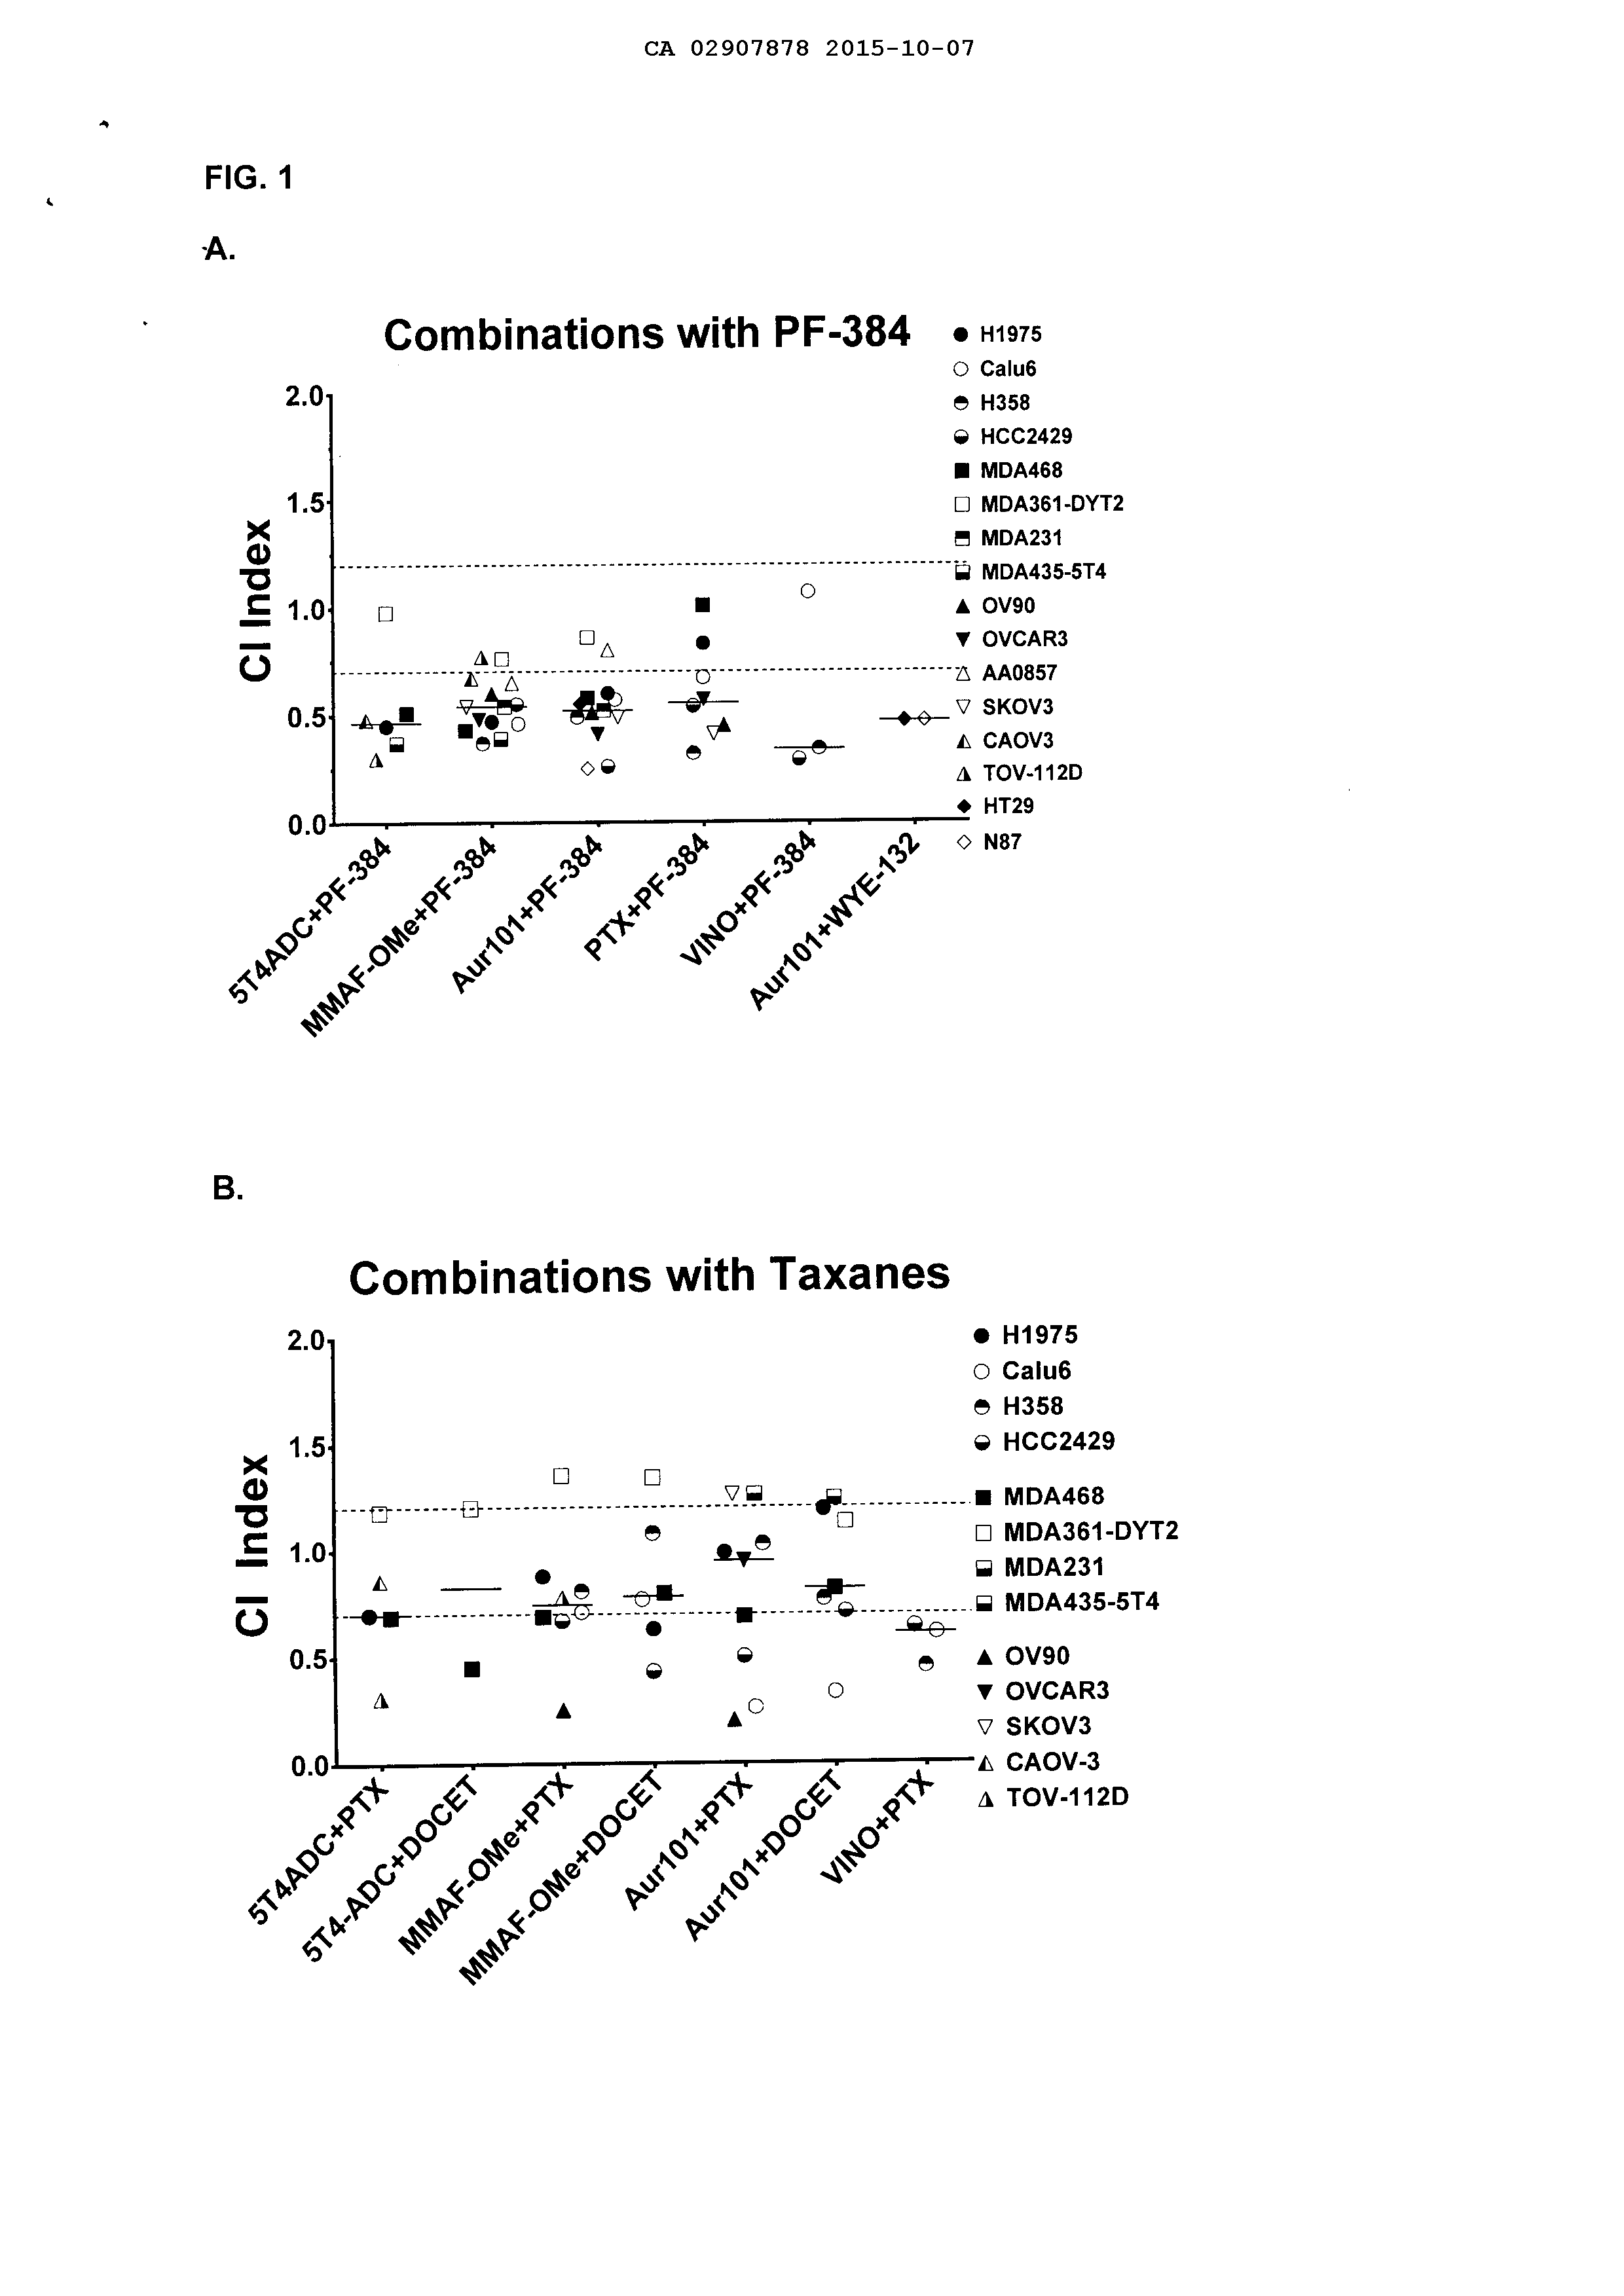 CA 02907878 2015-10-07
FIG. 1
A.
Combinations with PF-384
CI Index
2.0
1.5
1.0
0.5
0.0
5T4ADC+PF-384
MMAF-OMe+PF-384
Aur101+PF-384
PTX+PF-384
VINO+PF-384
Aur101+WYE-132
H1975
Calu6
H358
HCC2429
MDA468
MDA361-DYT2
MDA231
MDA435-5T4
OV90
OVCAR3
AA0857
SKOV3
CAOV3
TOV-112D
HT29
N87
B.
Combinations with Taxanes
CI Index
2.0
1.5
1.0
0.5
0.0
5T4ADC+PTX
5T4-ADC+DOCET
MMAF-OMe+PTX
MMAF-OMe+DOCET
Aur101+PTX
Aur101+DOCET
VINO+PTX
H1975
Calu6
H358
HCC2429
MDA468
MDA361-DYT2
MDA231
MDA435-5T4
OV90
OVCAR3
SKOV3
CAOV-3
TOV-112D